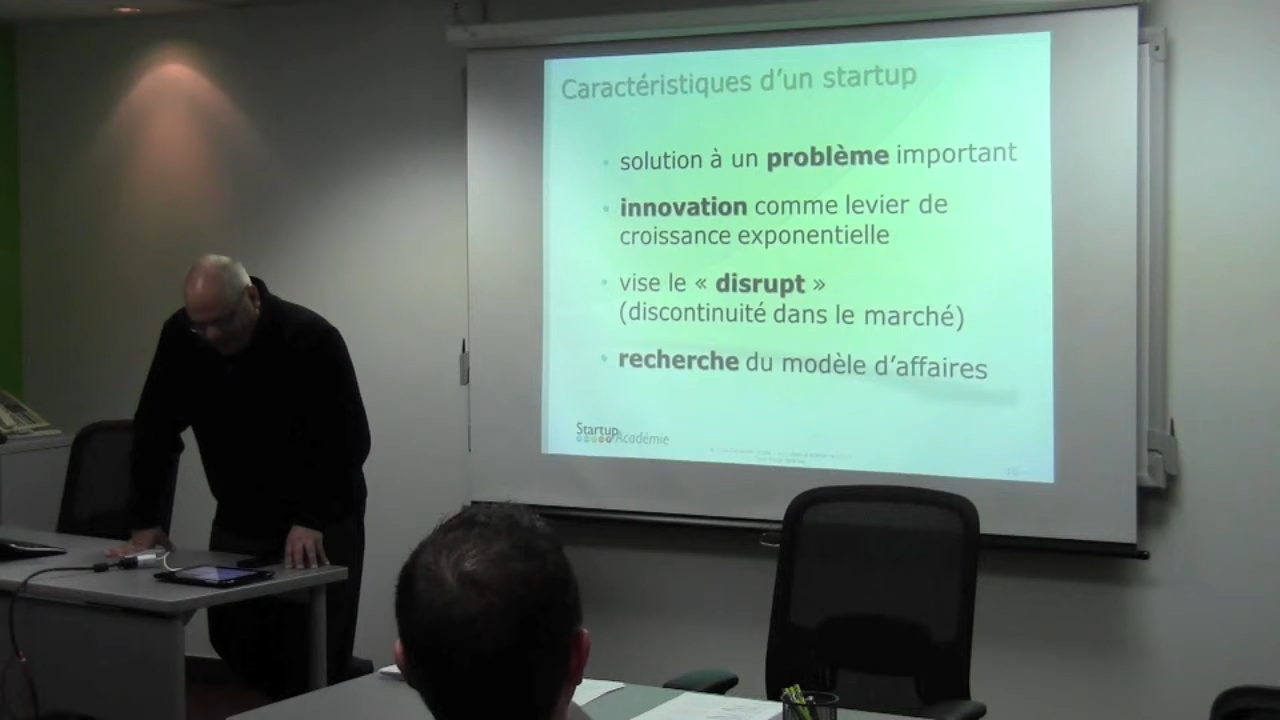 Caractéristiques d'un startup
• solution à un problème important
• innovation comme levier de
croissance exponentielle
• vise le « disrupt »
(discontinuité dans le marché)
• recherche du modèle d'affaires
Startup
Académie